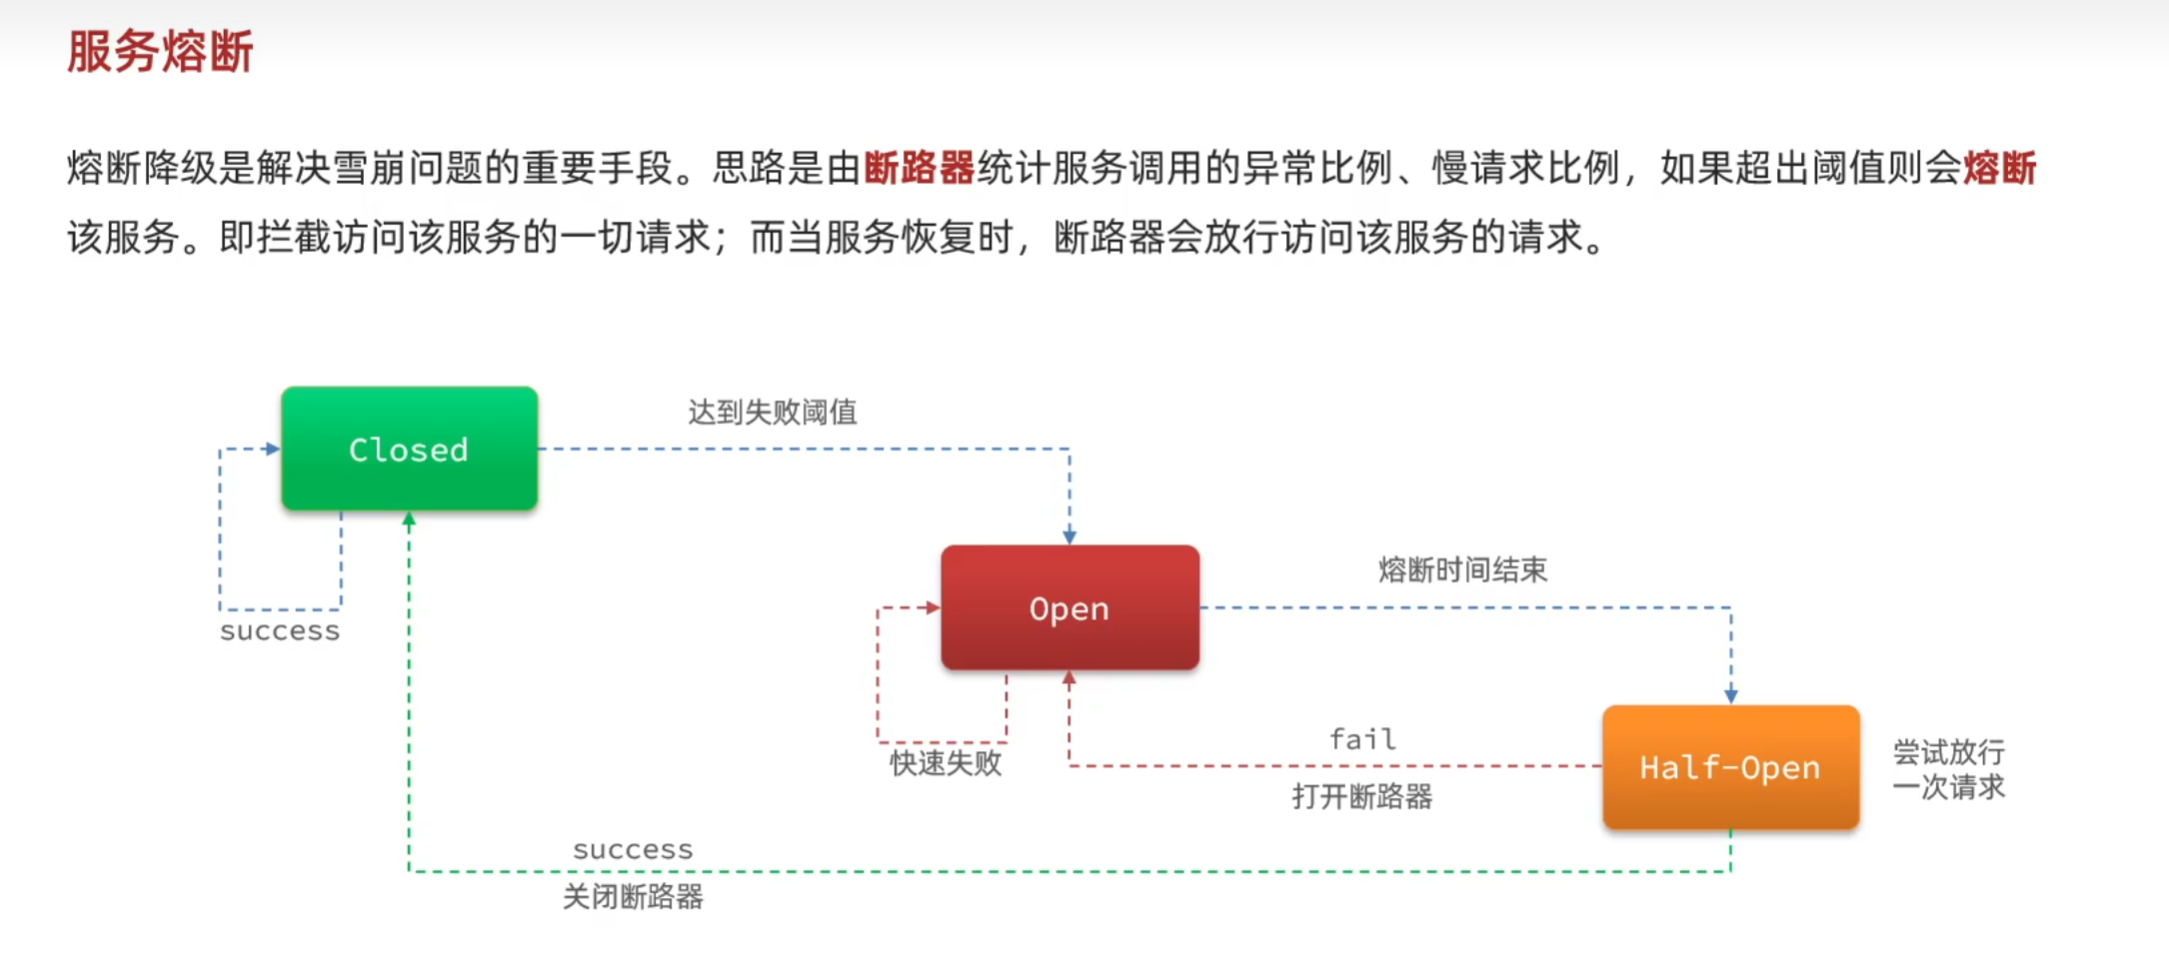 服务熔断
熔断降级是解决雪崩问题的重要手段。思路是由断路器统计服务调用的异常比例、慢请求比例，如果超出阈值则会熔断
该服务。即拦截访问该服务的一切请求；而当服务恢复时，断路器会放行访问该服务的请求。
达到失败阈值
Closed
熔断时间结束
Open
success
fail
尝试放行
一次请求
Half-Open
快速失败
打开断路器
success
关闭断路器